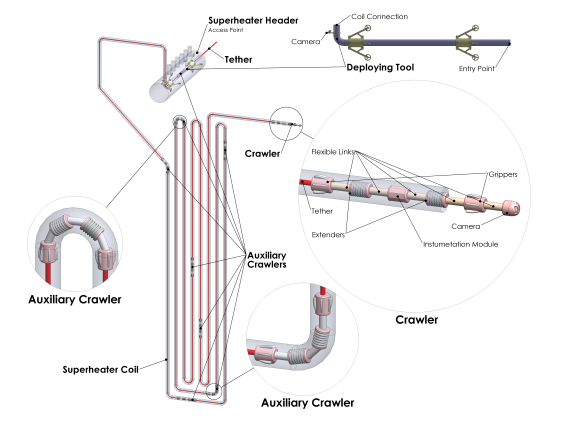 Superheater Header
Access Point
Tether
Coil Connection
Camera
Deploying Tool
Entry Point
Crawler
Flexible Links
Grippers
Tether
Extenders
Camera
Instumetation Module
Crawler
Auxiliary
Crawlers
Auxiliary Crawler
Superheater Coil
Auxiliary Crawler